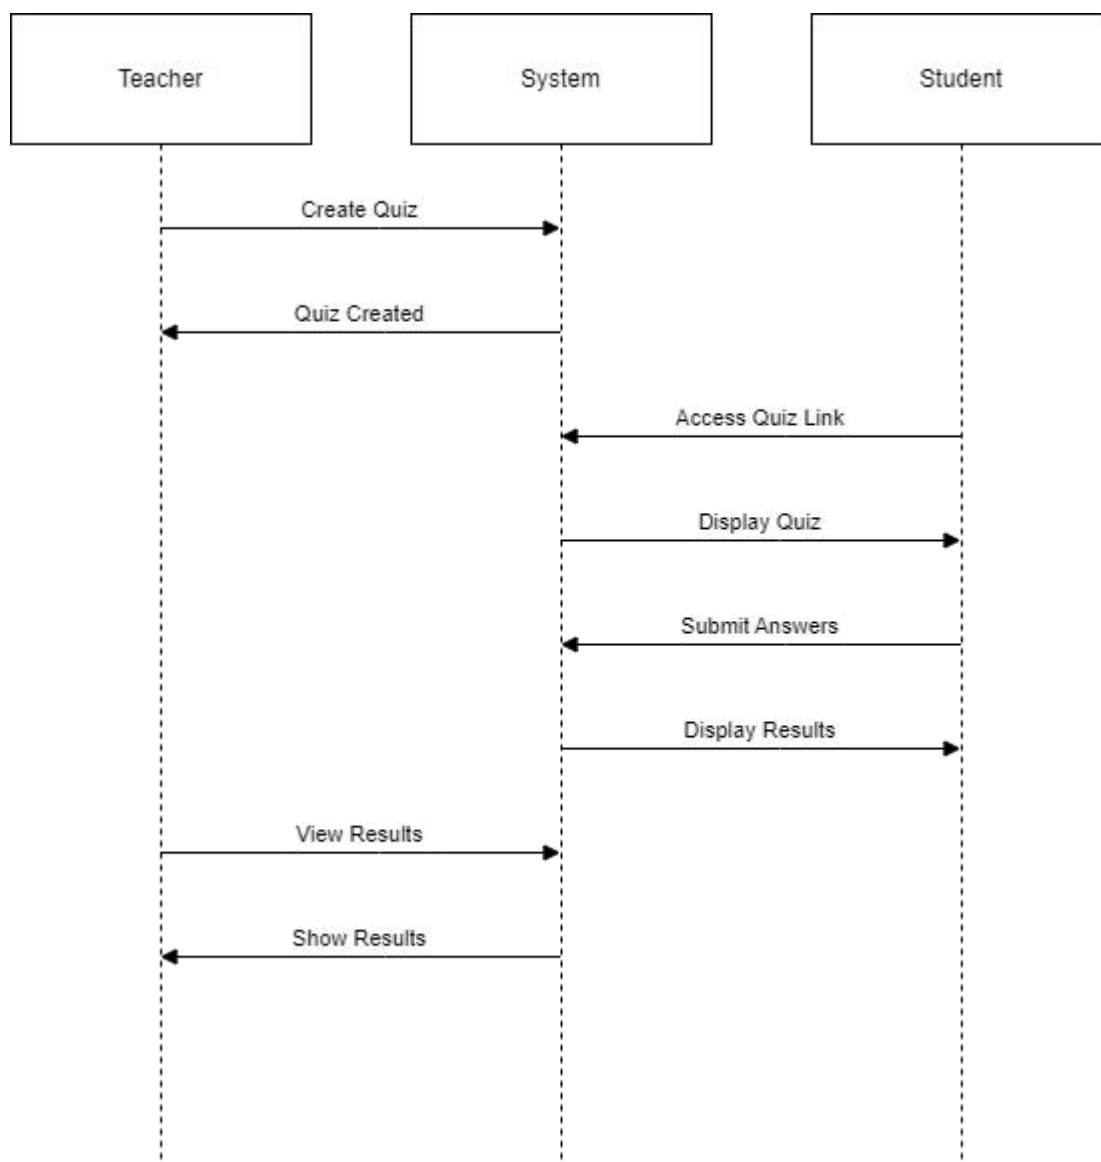 Teacher
System
Student
Create Quiz
Quiz Created
Access Quiz Link
Display Quiz
Submit Answers
Display Results
View Results
Show Results